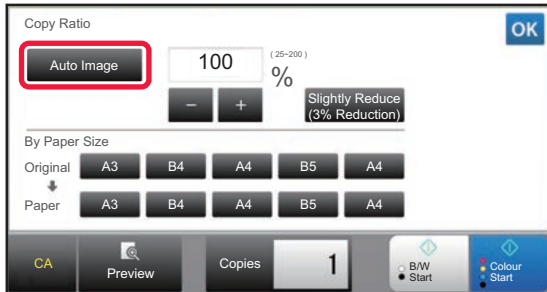 Copy Ratio
OK
Auto Image
100
( 25~200 )
%
− +
Slightly Reduce
(3% Reduction)
By Paper Size
Original A3 B4 A4 B5 A4
Paper A3 B4 A4 B5 A4
CA
Preview
Copies
1
B/W
Start
Colour
Start